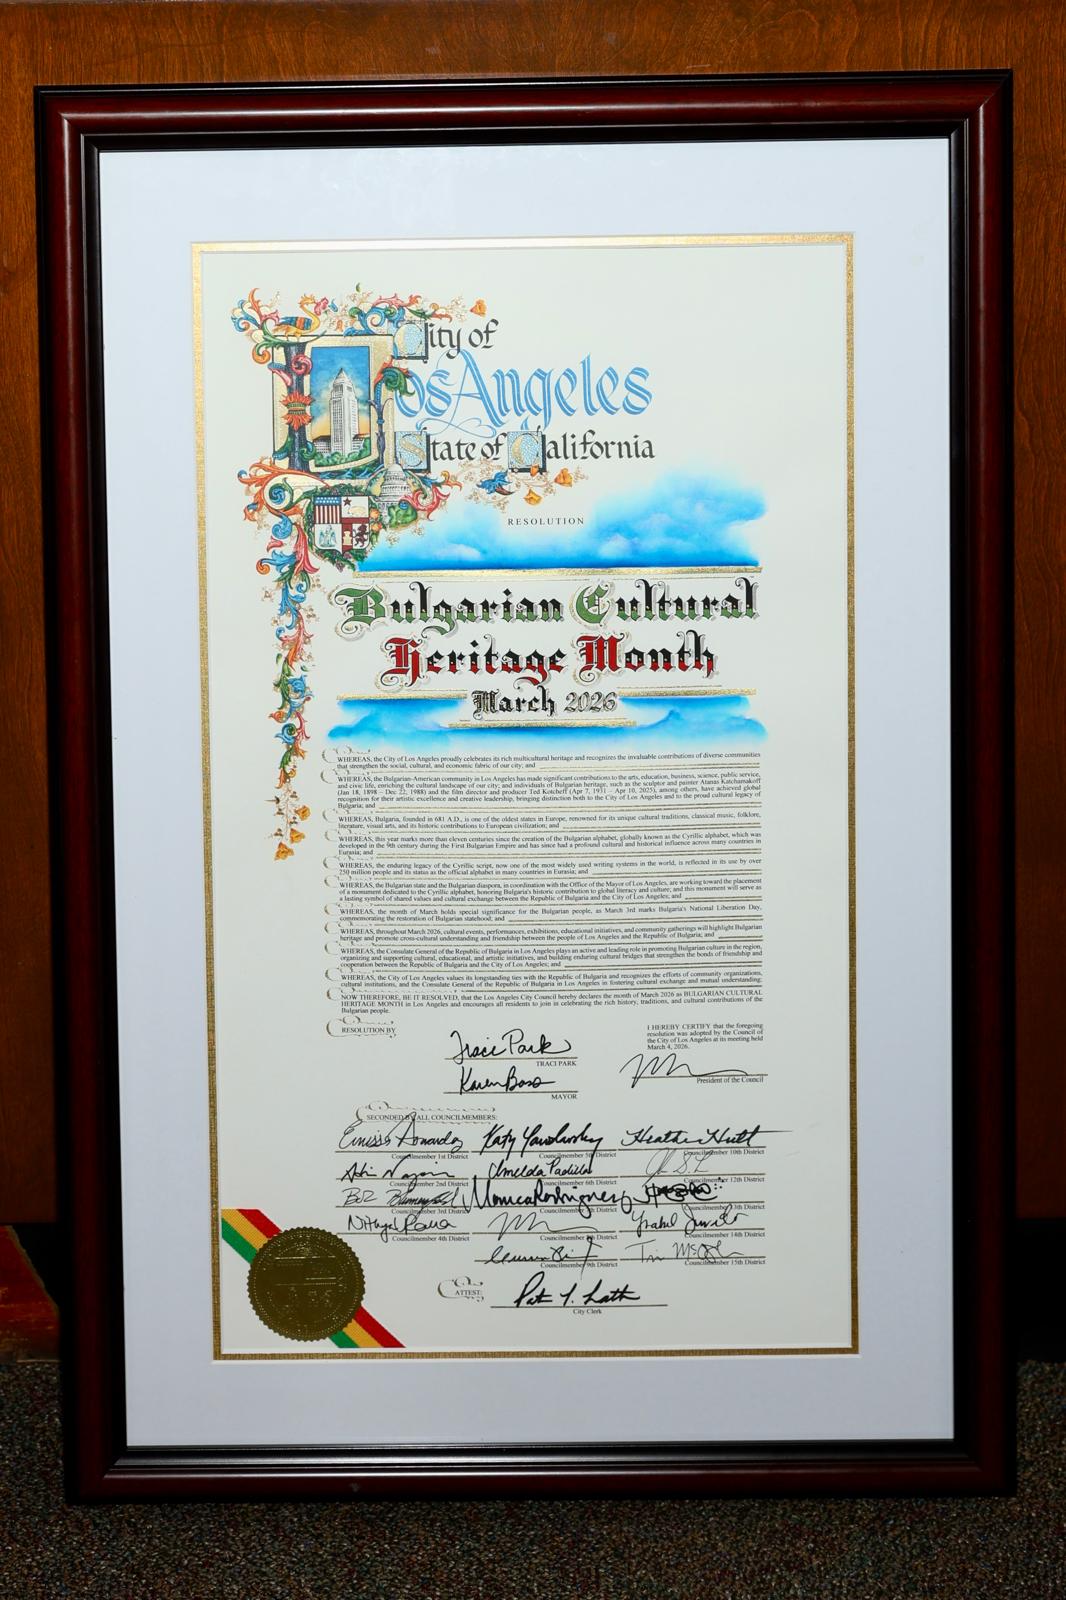 City of
Los Angeles
State of California
RESOLUTION
Bulgarian Cultural
Heritage Month
March 2026
WHEREAS, the City of Los Angeles proudly celebrates its rich multicultural heritage and recognizes the invaluable contributions of diverse communities
that strengthen the social, cultural, and economic fabric of our city; and
WHEREAS, the Bulgarian-American community in Los Angeles has made significant contributions to the arts, education, business, science, public service,
and civic life, enriching the cultural landscape of our city; and individuals of Bulgarian heritage, such as the sculptor and painter Atanas Katchamakoff
(Jan 18, 1898 – Dec 22, 1988) and the film director and producer Ted Kotcheff (Apr 7, 1931 – Apr 10, 2025), among others, have achieved global
recognition for their artistic excellence and creative leadership, bringing distinction both to the City of Los Angeles and to the proud cultural legacy of
Bulgaria; and
WHEREAS, Bulgaria, founded in 681 A.D., is one of the oldest states in Europe, renowned for its unique cultural traditions, classical music, folklore,
literature, visual arts, and its historic contributions to European civilization; and
WHEREAS, this year marks more than eleven centuries since the creation of the Bulgarian alphabet, globally known as the Cyrillic alphabet, which was
developed in the 9th century during the First Bulgarian Empire and has since had a profound cultural and historical influence across many countries in
Eurasia; and
WHEREAS, the enduring legacy of the Cyrillic script, now one of the most widely used writing systems in the world, is reflected in its use by over
250 million people and its status as the official alphabet in many countries in Eurasia; and
WHEREAS, the Bulgarian state and the Bulgarian diaspora, in coordination with the Office of the Mayor of Los Angeles, are working toward the placement
of a monument dedicated to the Cyrillic alphabet, honoring Bulgaria's historic contribution to global literacy and culture; and this monument will serve as
a lasting symbol of shared values and cultural exchange between the Republic of Bulgaria and the City of Los Angeles; and
WHEREAS, the month of March holds special significance for the Bulgarian people, as March 3rd marks Bulgaria's National Liberation Day,
commemorating the restoration of Bulgarian statehood; and
WHEREAS, throughout March 2026, cultural events, performances, exhibitions, educational initiatives, and community gatherings will highlight Bulgarian
heritage and promote cross-cultural understanding and friendship between the people of Los Angeles and the Republic of Bulgaria; and
WHEREAS, the Consulate General of the Republic of Bulgaria in Los Angeles plays an active and leading role in promoting Bulgarian culture in the region,
organizing and supporting cultural, educational, and artistic initiatives, and building enduring cultural bridges that strengthen the bonds of friendship and
cooperation between the Republic of Bulgaria and the City of Los Angeles; and
WHEREAS, the City of Los Angeles values its longstanding ties with the Republic of Bulgaria and recognizes the efforts of community organizations,
cultural institutions, and the Consulate General of the Republic of Bulgaria in Los Angeles in fostering cultural exchange and mutual understanding;
NOW THEREFORE, BE IT RESOLVED, that the Los Angeles City Council hereby declares the month of March 2026 as BULGARIAN CULTURAL
HERITAGE MONTH in Los Angeles and encourages all residents to join in celebrating the rich history, traditions, and cultural contributions of the
Bulgarian people.
RESOLUTION BY
Traci Park
TRACI PARK
Karen Bass
MAYOR
I HEREBY CERTIFY that the foregoing
resolution was adopted by the Council of
the City of Los Angeles at its meeting held
March 4, 2026.
President of the Council
SECONDED BY ALL COUNCILMEMBERS:
Katy Yaroslavsky
Heather Hutt
Councilmember 1st District
Councilmember 5th District
Councilmember 10th District
Imelda Padilla
Councilmember 2nd District
Councilmember 6th District
Councilmember 12th District
Monica Rodriguez
Councilmember 3rd District
Councilmember 7th District
Councilmember 13th District
Councilmember 4th District
Councilmember 8th District
Councilmember 14th District
Councilmember 9th District
Councilmember 15th District
ATTEST:
City Clerk